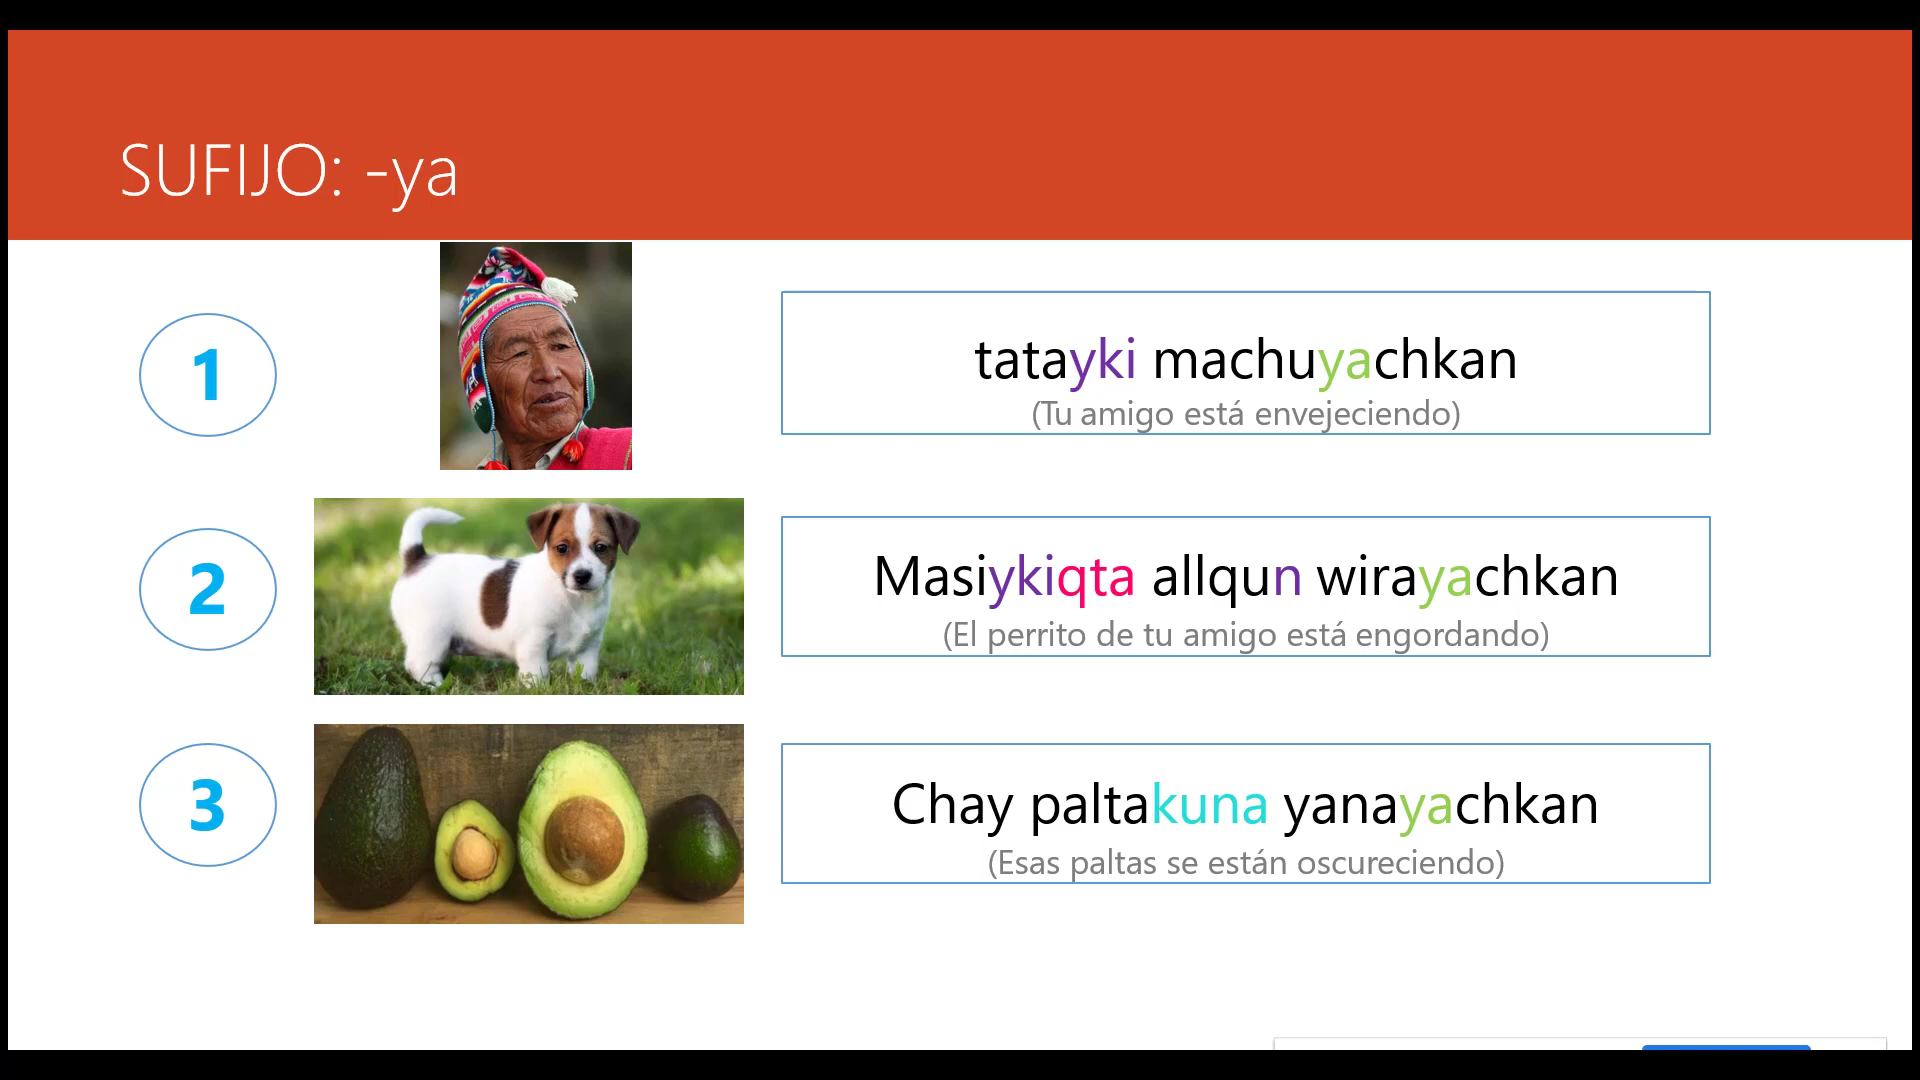 SUFIJO: -ya
1
tatayki machuyachkan
(Tu amigo está envejeciendo)
2
Masiykiqta allqun wirayachkan
(El perrito de tu amigo está engordando)
3
Chay paltakuna yanayachkan
(Esas paltas se están oscureciendo)